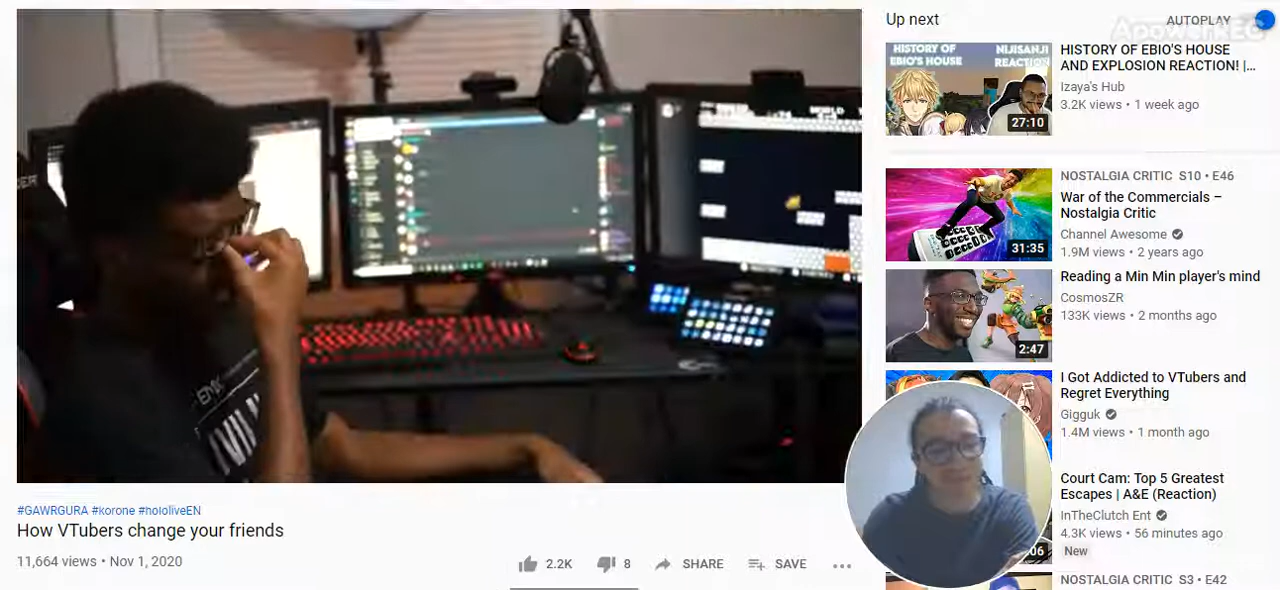 #GAWRGURA #korone #hololiveEN
How VTubers change your friends
11,664 views • Nov 1, 2020
2.2K
8
SHARE
SAVE
Up next
AUTOPLAY
HISTORY OF EBIO'S HOUSE
NIJISANJI REACTION
27:10
HISTORY OF EBIO'S HOUSE
AND EXPLOSION REACTION! |...
Izaya's Hub
3.2K views • 1 week ago
31:35
NOSTALGIA CRITIC S10 • E46
War of the Commercials –
Nostalgia Critic
Channel Awesome
1.9M views • 2 years ago
2:47
Reading a Min Min player's mind
CosmosZR
133K views • 2 months ago
I Got Addicted to VTubers and
Regret Everything
Gigguk
1.4M views • 1 month ago
Court Cam: Top 5 Greatest
Escapes | A&E (Reaction)
InTheClutch Ent
4.3K views • 56 minutes ago
New
NOSTALGIA CRITIC S3 • E42